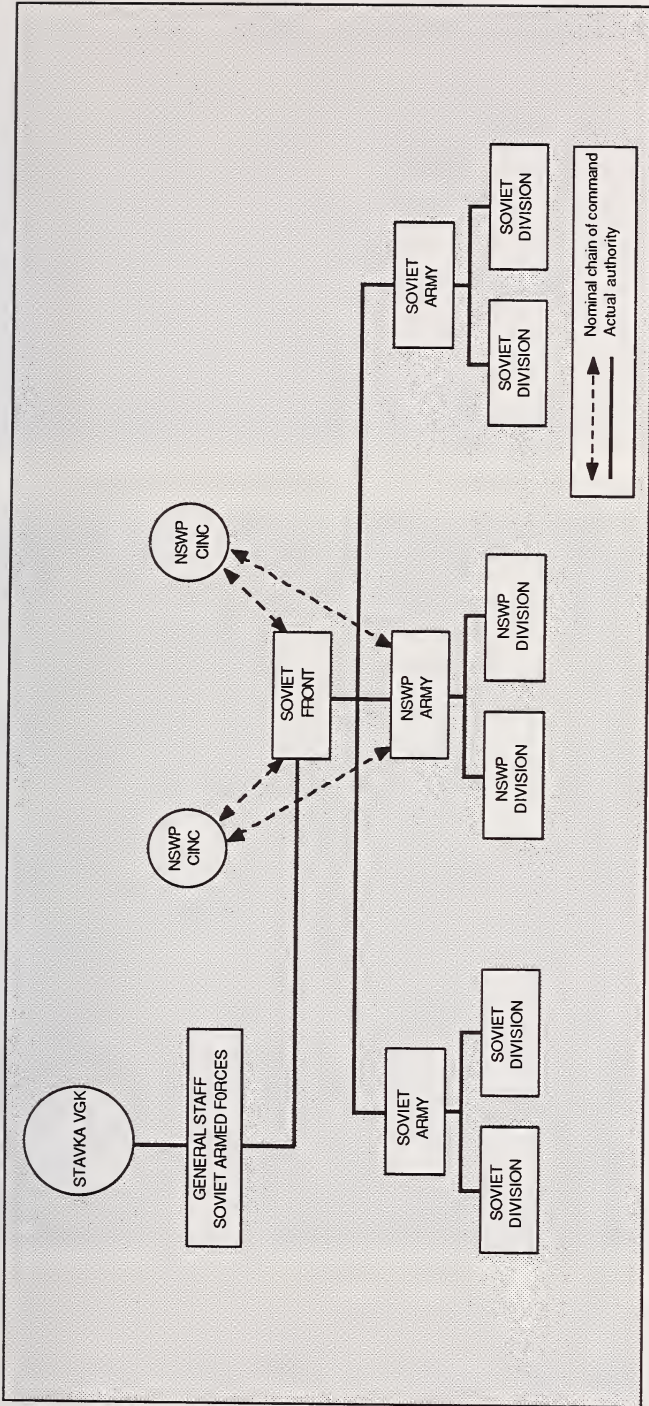 STAVKA VGK
GENERAL STAFF
SOVIET ARMED FORCES
NSWP
CINC
NSWP
CINC
SOVIET
FRONT
SOVIET
ARMY
NSWP
ARMY
SOVIET
ARMY
SOVIET
DIVISION
SOVIET
DIVISION
NSWP
DIVISION
NSWP
DIVISION
SOVIET
DIVISION
SOVIET
DIVISION
Nominal chain of command
Actual authority